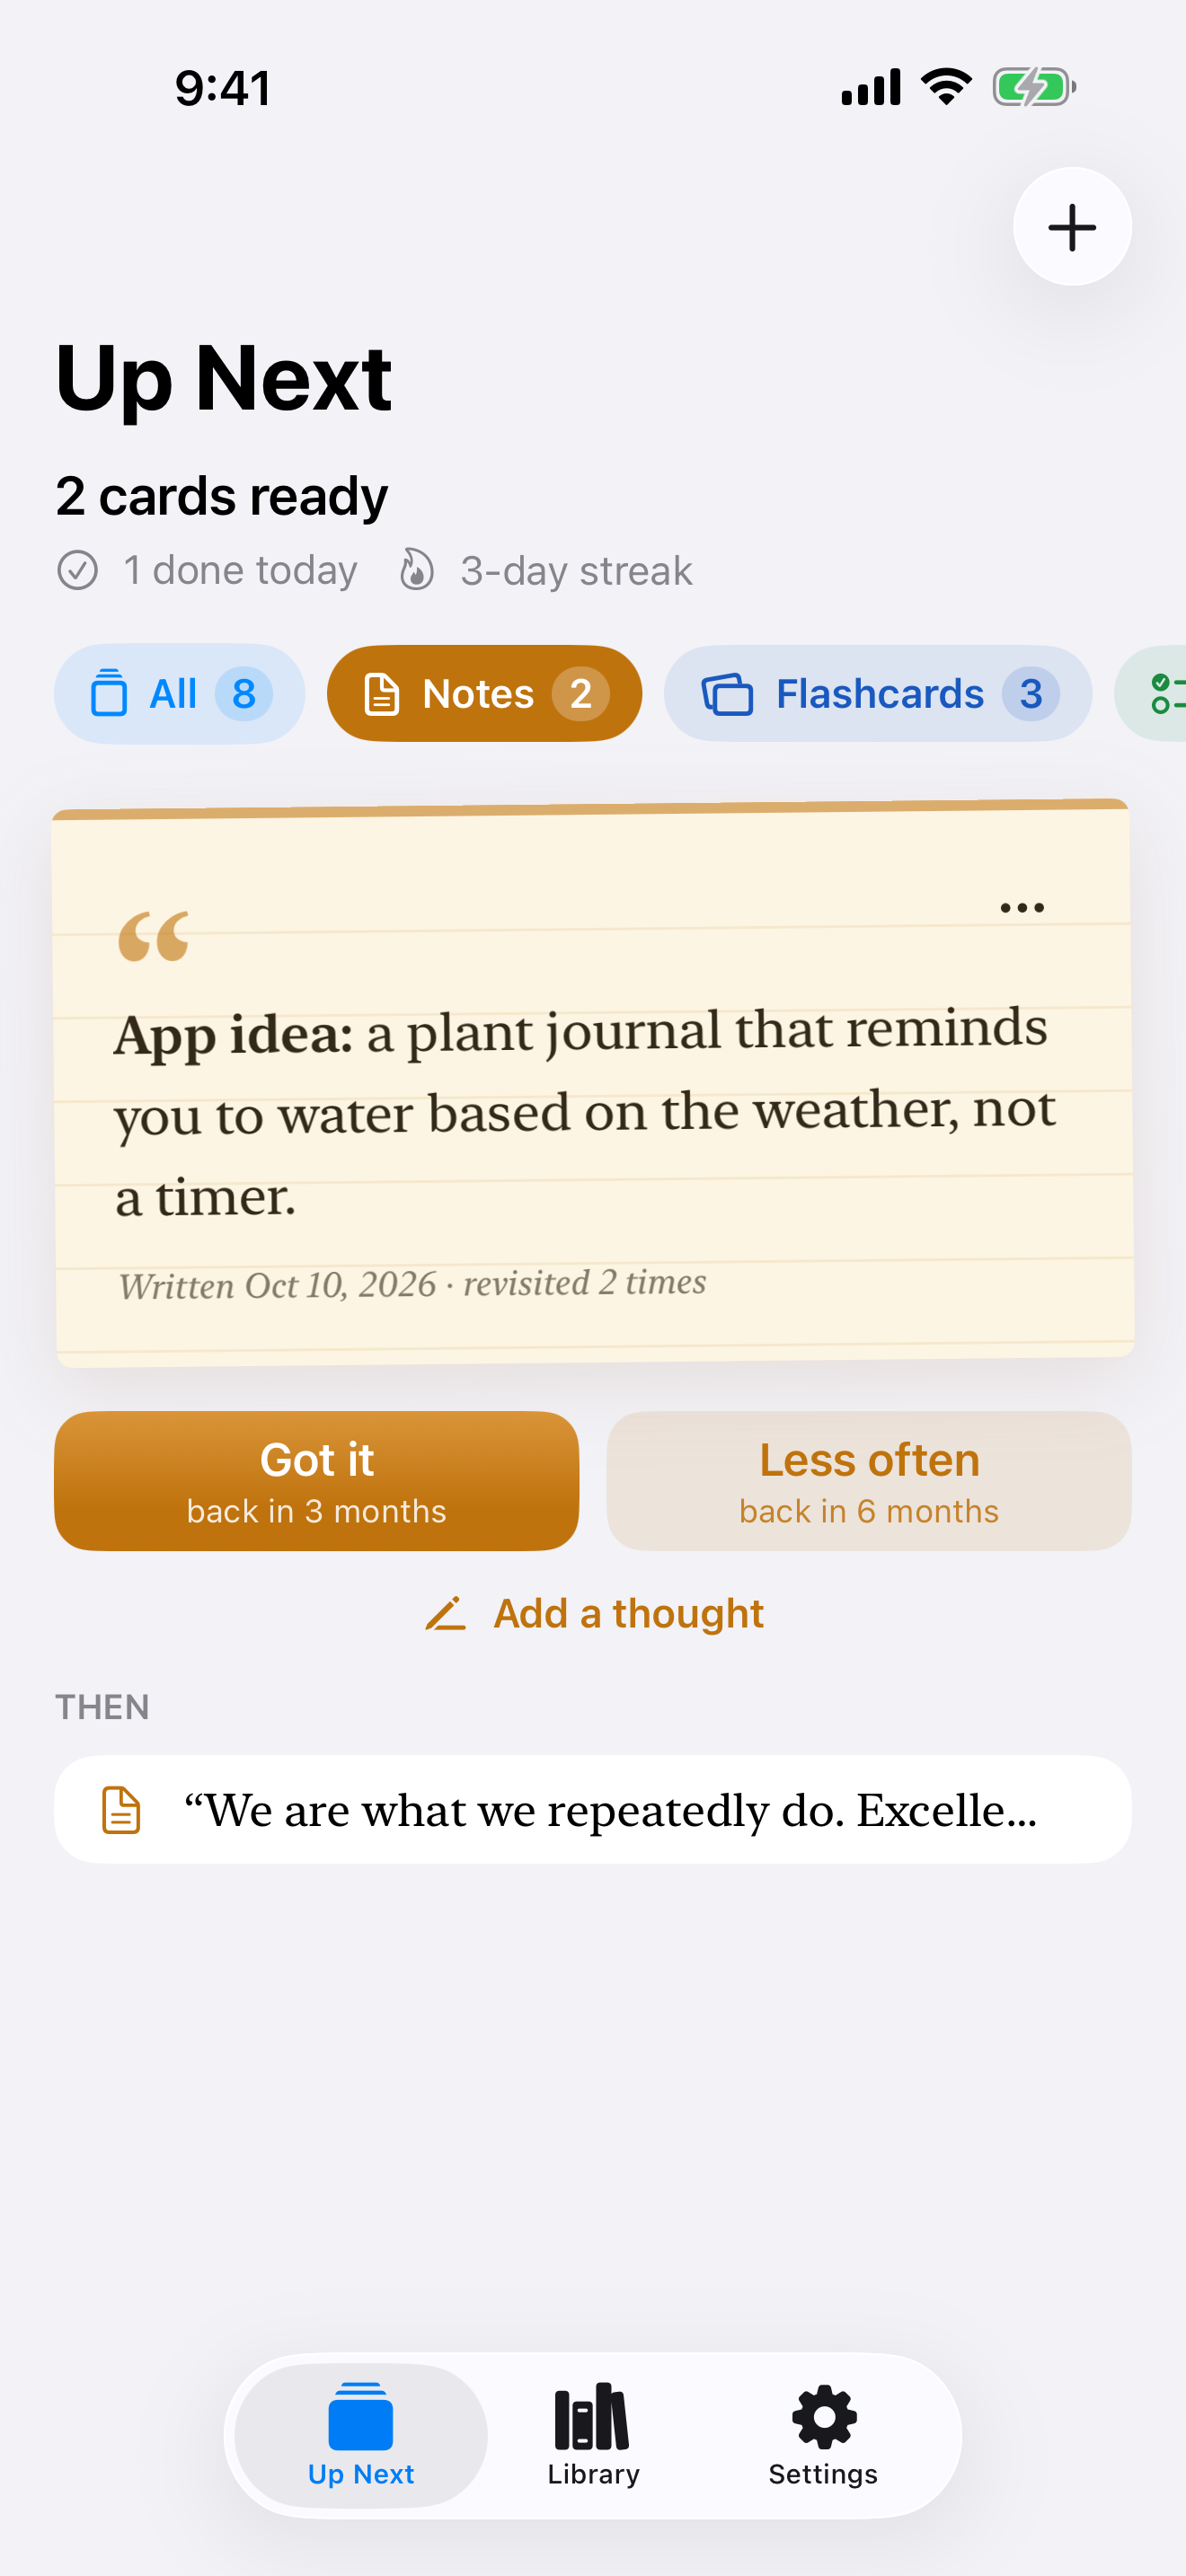 9:41
Up Next
2 cards ready
1 done today 3-day streak
All 8 Notes 2 Flashcards 3
“
App idea: a plant journal that reminds
you to water based on the weather, not
a timer.
Written Oct 10, 2026 · revisited 2 times
Got it Less often
back in 3 months back in 6 months
Add a thought
THEN
“We are what we repeatedly do. Excelle...
Up Next Library Settings